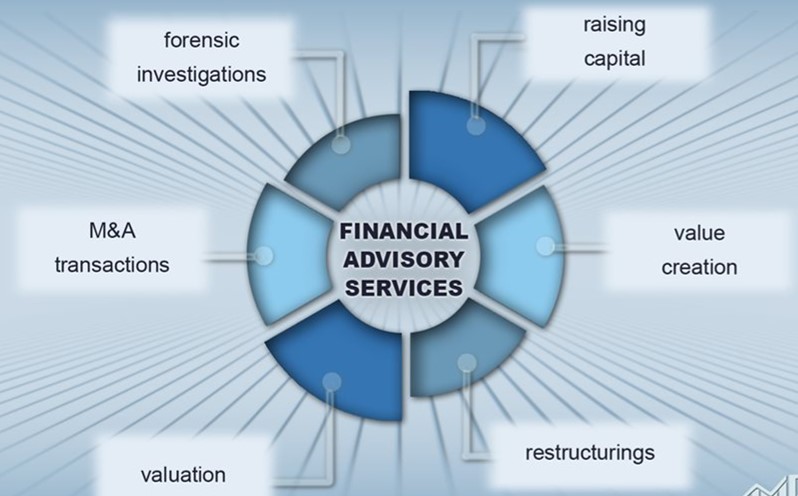 forensic
investigations
raising
capital
M&A
transactions
FINANCIAL
ADVISORY
SERVICES
value
creation
valuation
restructurings